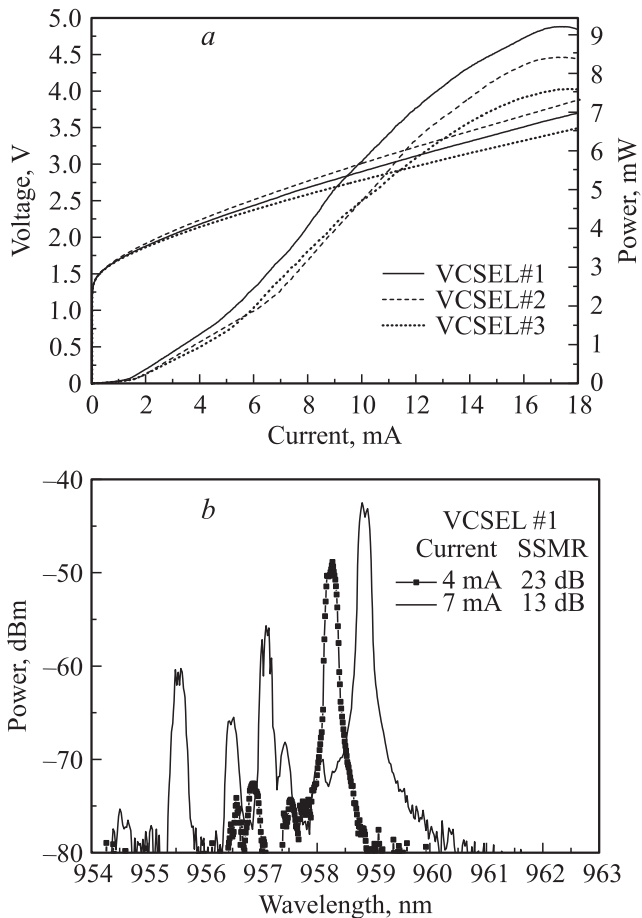 a
5.0
4.5
4.0
3.5
3.0
2.5
2.0
1.5
1.0
0.5
0
Voltage, V
9
8
7
6
5
4
3
2
1
0
Power, mW
VCSEL#1
VCSEL#2
VCSEL#3
0 2 4 6 8 10 12 14 16 18
Current, mA
b
–40
–50
–60
–70
–80
Power, dBm
VCSEL #1
Current SSMR
4 mA 23 dB
7 mA 13 dB
954 955 956 957 958 959 960 961 962 963
Wavelength, nm